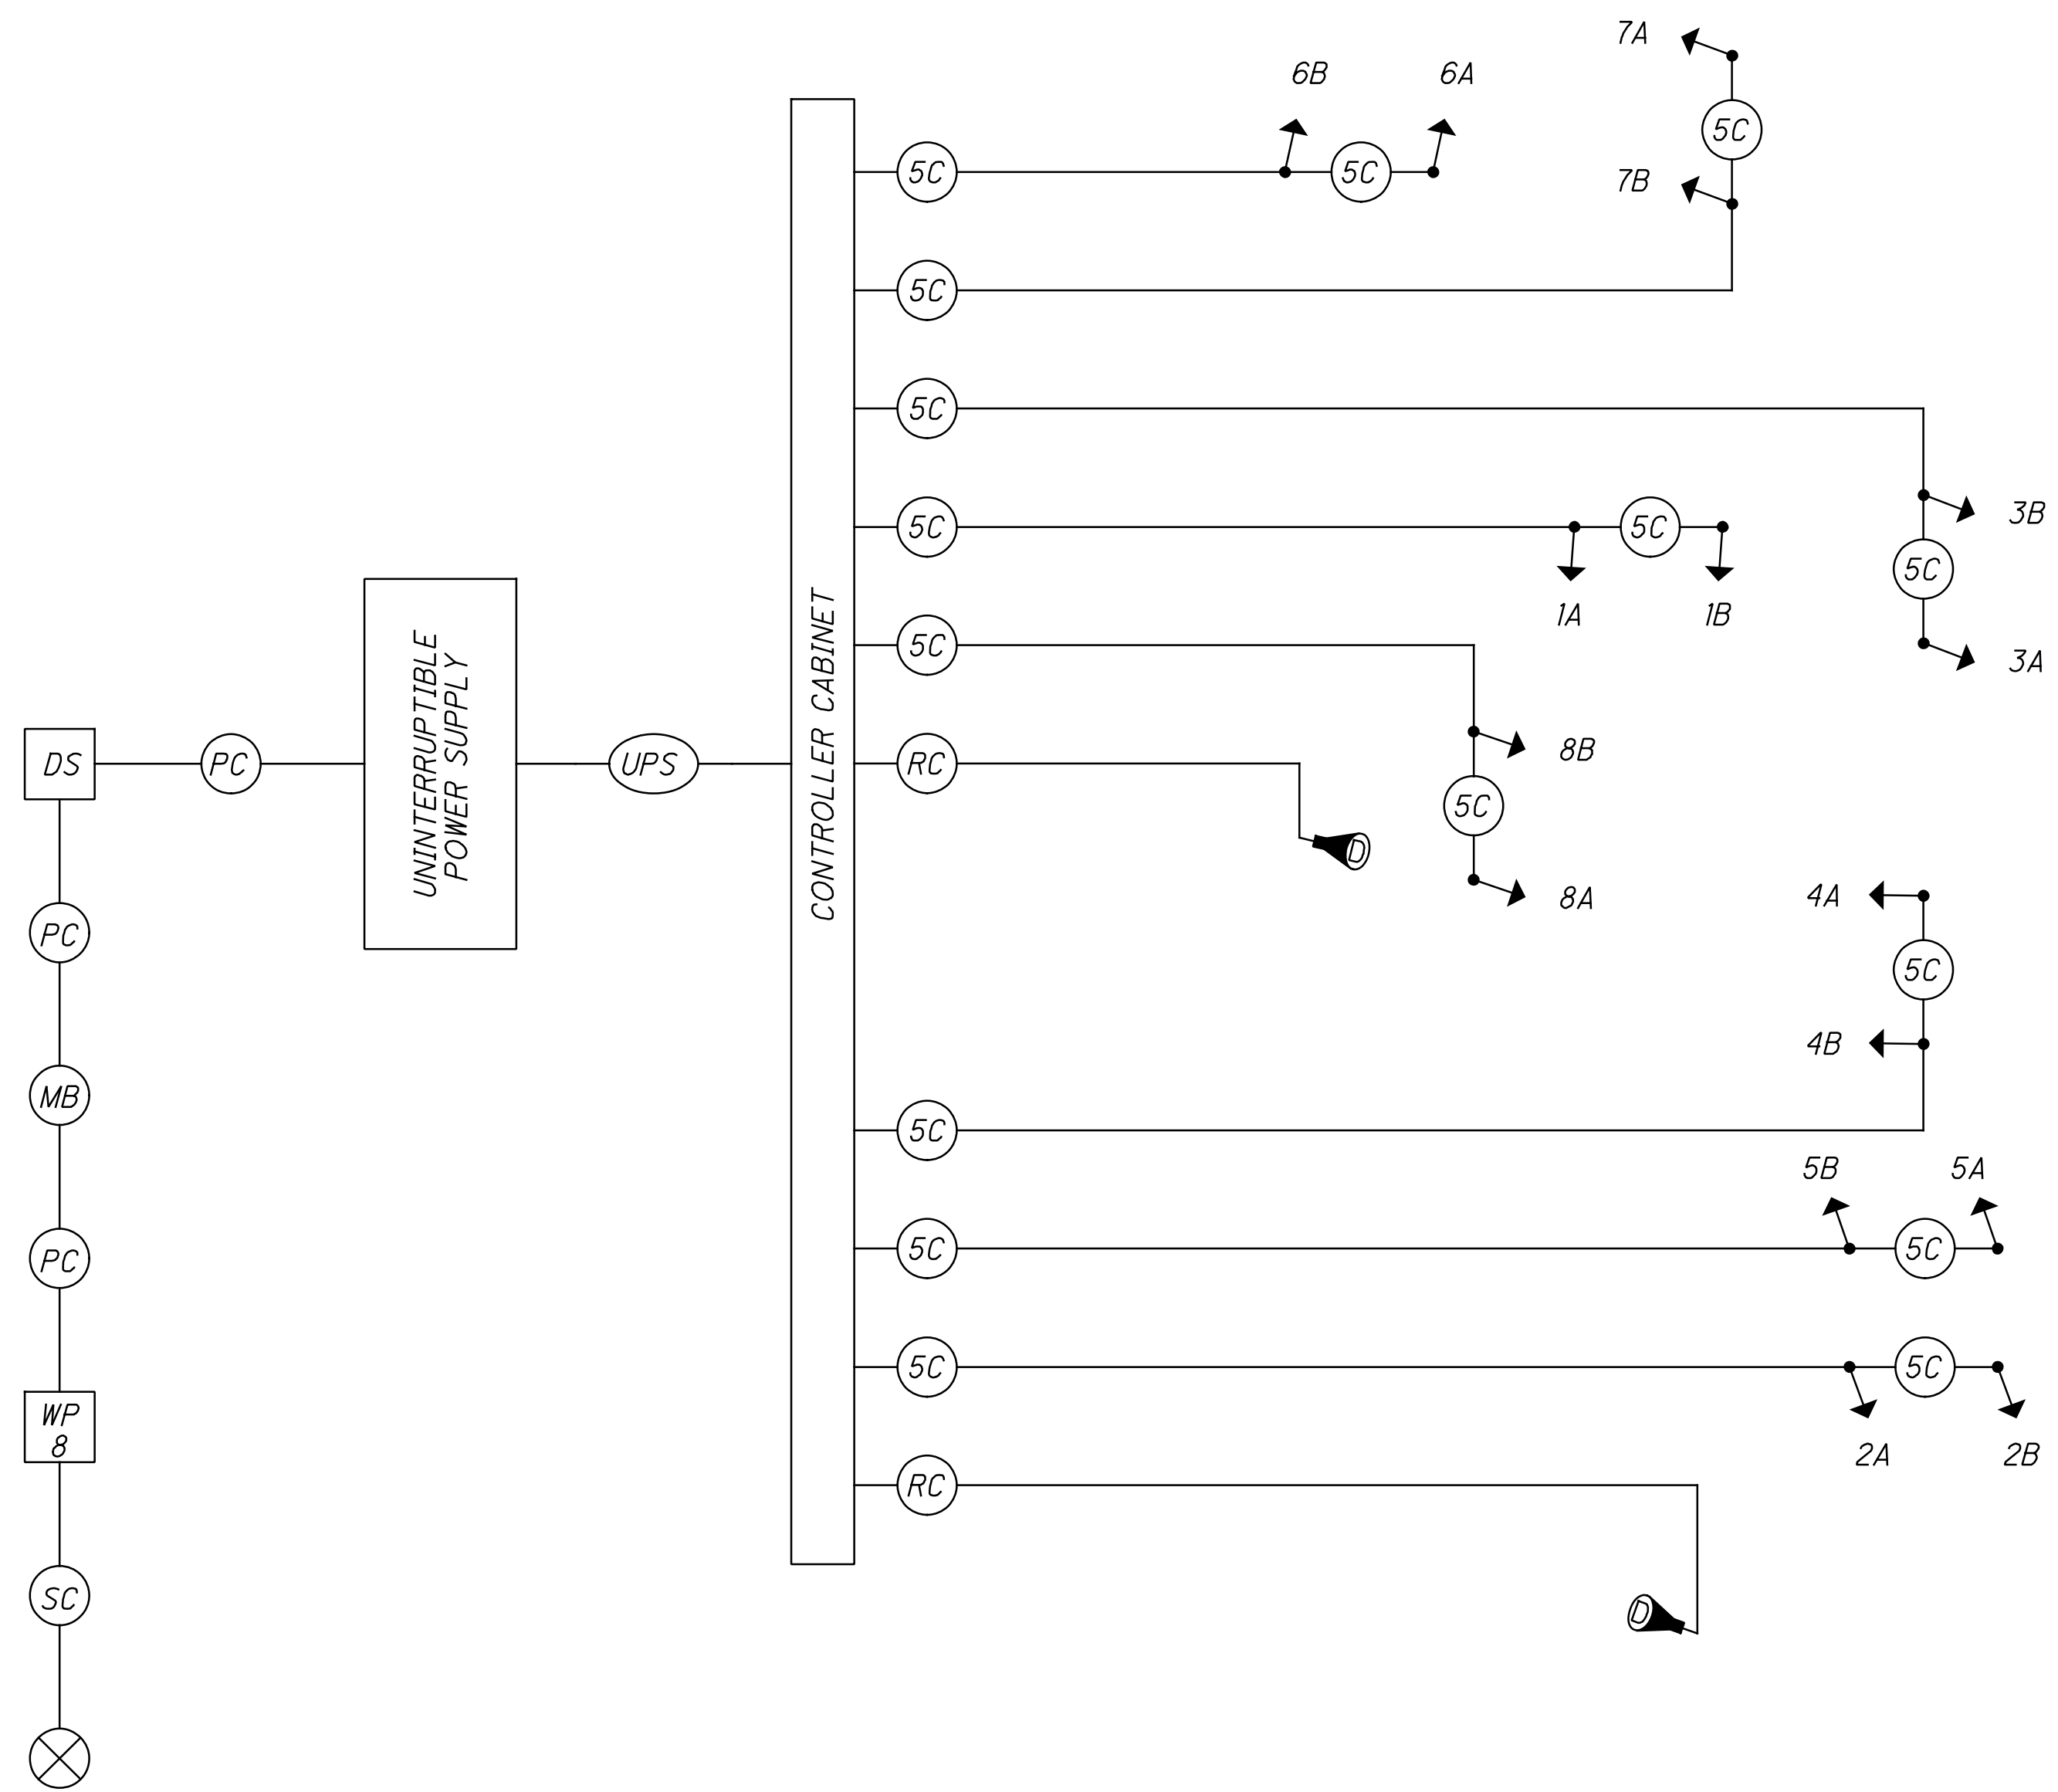 7A
6B
6A
5C
5C
5C
7B
5C
5C
3B
5C
5C
5C
1A
1B
3A
UNINTERRUPTIBLE
POWER SUPPLY
CONTROLLER CABINET
5C
DS
PC
UPS
RC
8B
5C
D
8A
4A
PC
5C
4B
MB
5C
5B
5A
PC
5C
5C
5C
5C
WP
8
2A
2B
RC
SC
D